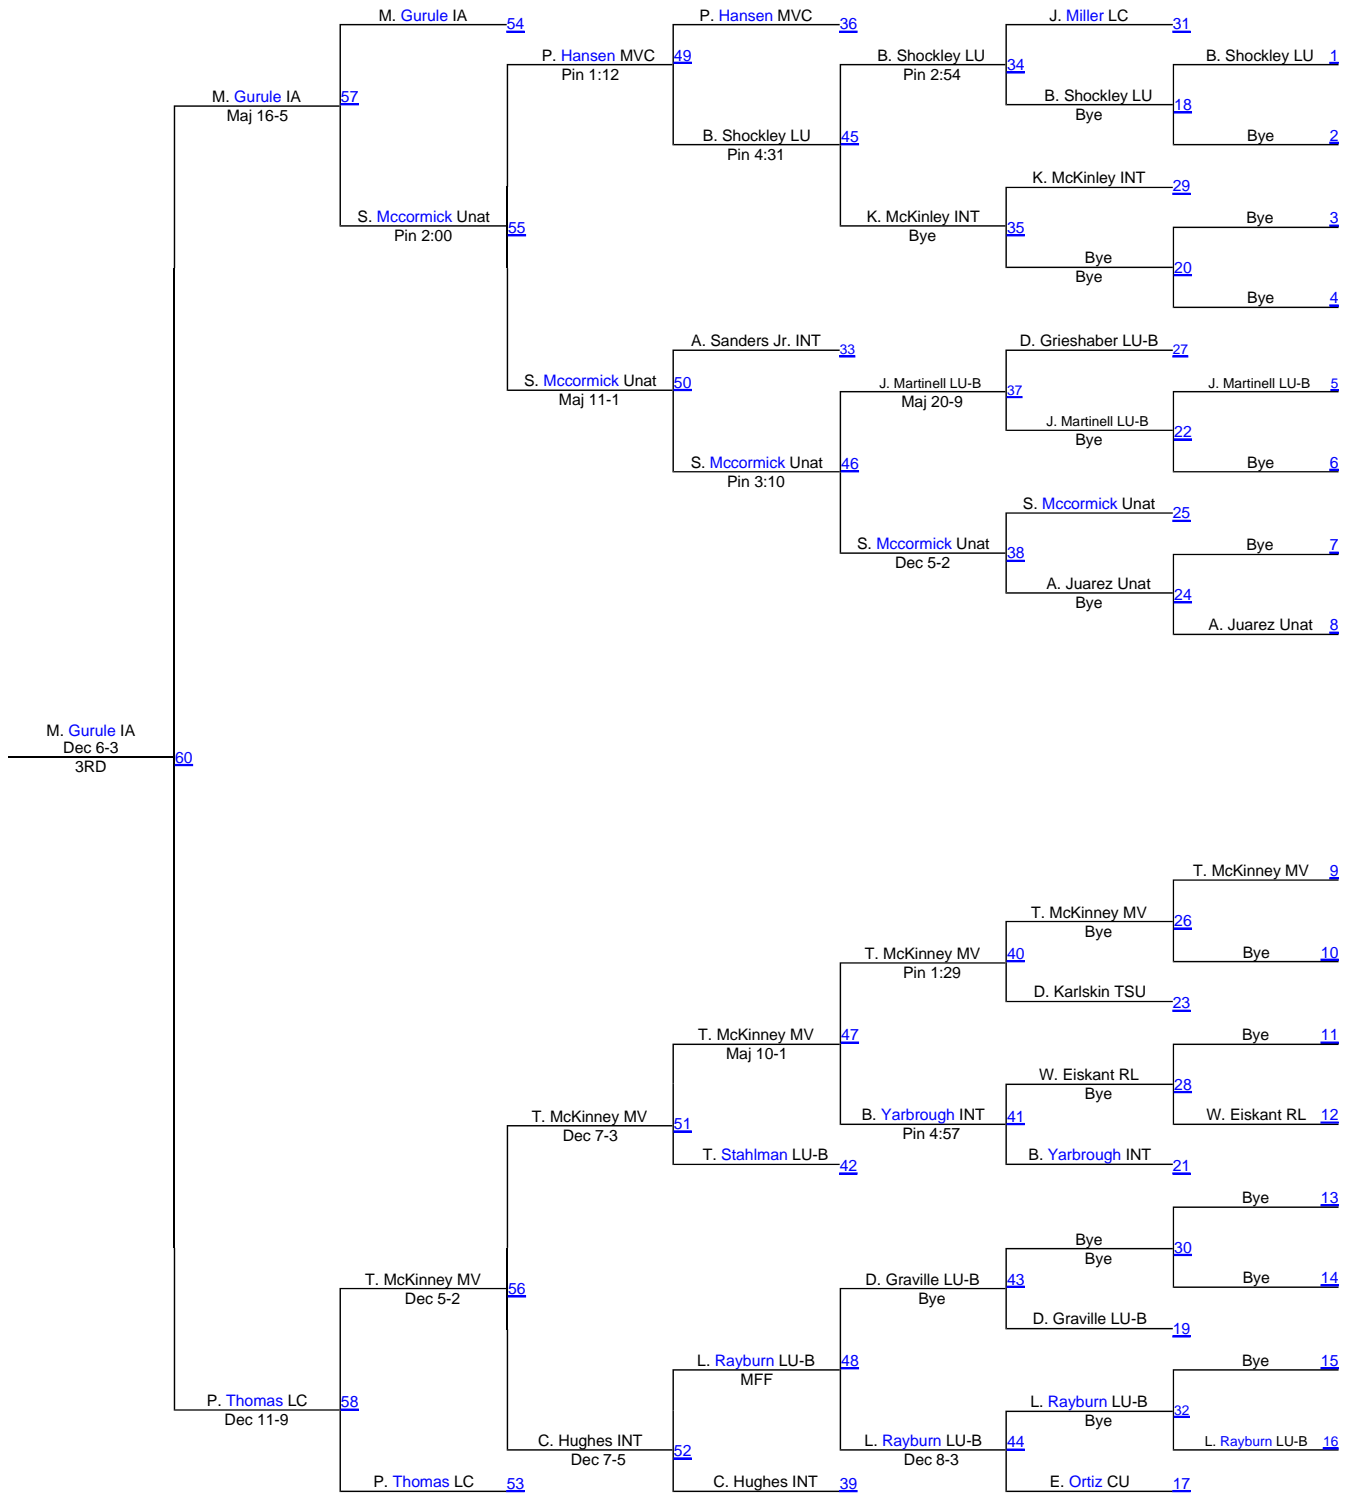 M. Gurule IA
54
P. Hansen MVC
36
J. Miller LC
31
P. Hansen MVC
Pin 1:12
49
B. Shockley LU
Pin 2:54
34
B. Shockley LU
1
M. Gurule IA
Maj 16-5
57
B. Shockley LU
Bye
18
B. Shockley LU
Pin 4:31
45
Bye
2
K. McKinley INT
29
S. Mccormick Unat
Pin 2:00
55
K. McKinley INT
Bye
35
Bye
3
Bye
Bye
20
Bye
4
A. Sanders Jr. INT
33
D. Grieshaber LU-B
27
S. Mccormick Unat
Maj 11-1
50
J. Martinell LU-B
Maj 20-9
37
J. Martinell LU-B
5
J. Martinell LU-B
Bye
22
S. Mccormick Unat
Pin 3:10
46
Bye
6
S. Mccormick Unat
25
S. Mccormick Unat
Dec 5-2
38
Bye
7
A. Juarez Unat
Bye
24
A. Juarez Unat
8
M. Gurule IA
Dec 6-3
3RD
60
T. McKinney MV
9
T. McKinney MV
Bye
26
T. McKinney MV
Pin 1:29
40
Bye
10
D. Karlskin TSU
23
T. McKinney MV
Maj 10-1
47
Bye
11
W. Eiskant RL
Bye
28
T. McKinney MV
Dec 7-3
51
B. Yarbrough INT
Pin 4:57
41
W. Eiskant RL
12
T. Stahlman LU-B
42
B. Yarbrough INT
21
Bye
13
Bye
Bye
30
T. McKinney MV
Dec 5-2
56
D. Graville LU-B
Bye
43
Bye
14
D. Graville LU-B
19
L. Rayburn LU-B
MFF
48
Bye
15
P. Thomas LC
Dec 11-9
58
L. Rayburn LU-B
Bye
32
C. Hughes INT
Dec 7-5
52
L. Rayburn LU-B
Dec 8-3
44
L. Rayburn LU-B
16
P. Thomas LC
53
C. Hughes INT
39
E. Ortiz CU
17